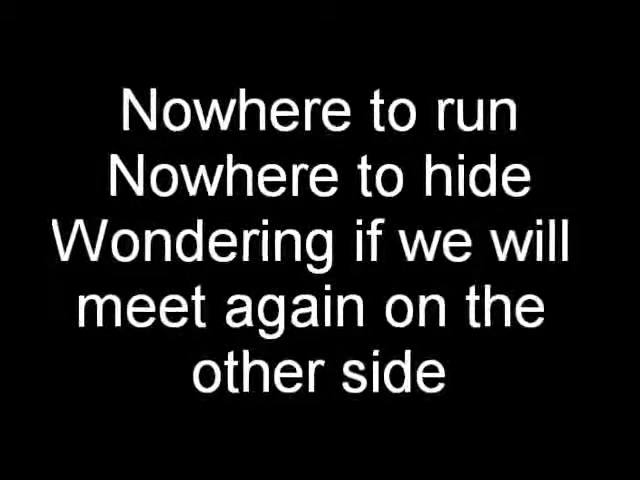 Nowhere to run
Nowhere to hide
Wondering if we will
meet again on the
other side